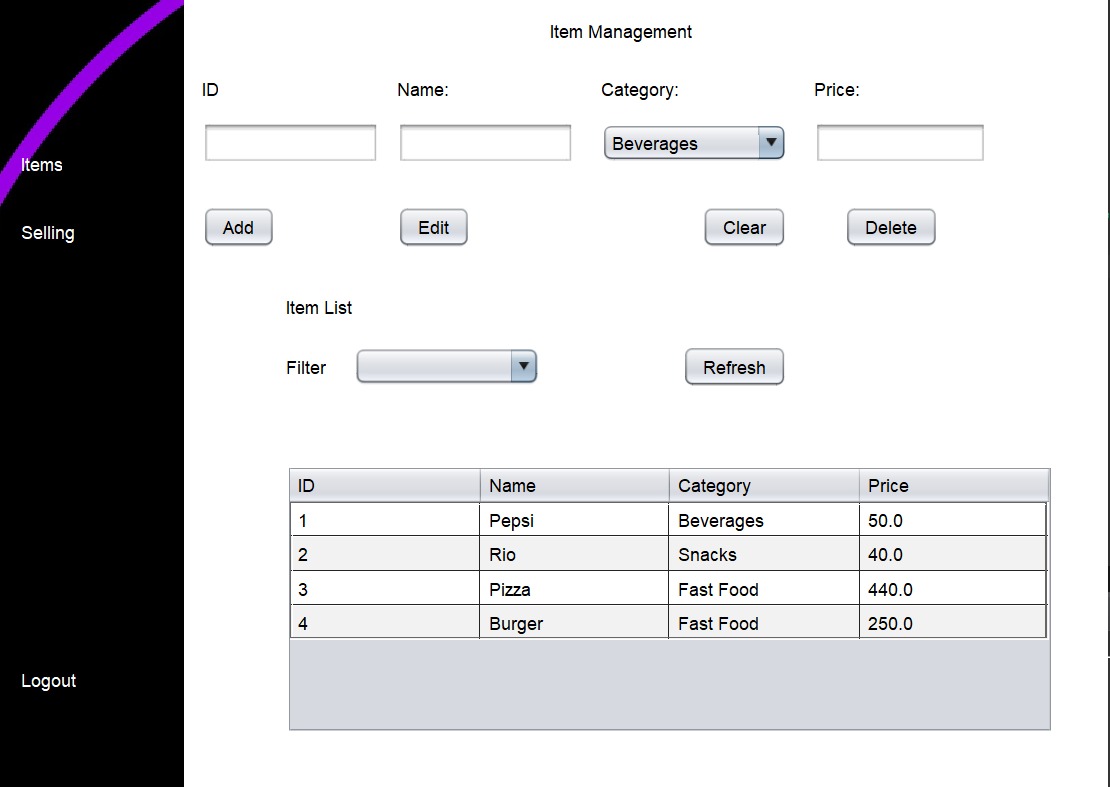 Item Management
ID Name: Category: Price:
Beverages
Items
Selling
Add Edit Clear Delete
Item List
Filter Refresh
ID Name Category Price
1 Pepsi Beverages 50.0
2 Rio Snacks 40.0
3 Pizza Fast Food 440.0
4 Burger Fast Food 250.0
Logout